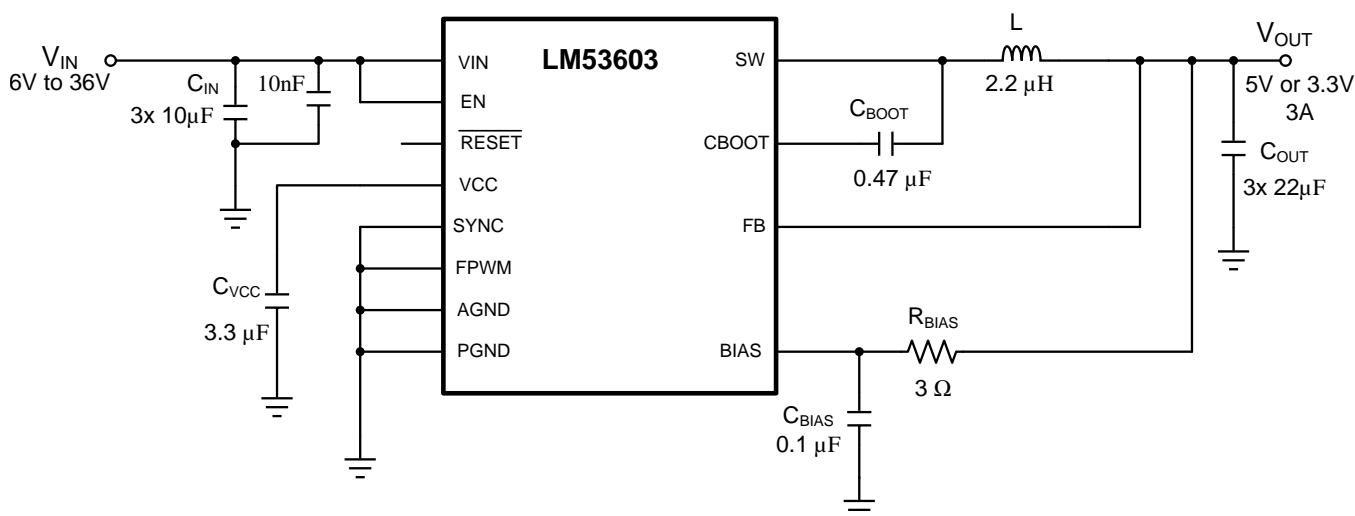 V_IN
6V to 36V
C_IN
3x 10µF
10nF
LM53603
VIN
EN
RESET
VCC
SYNC
FPWM
AGND
PGND
SW
CBOOT
FB
BIAS
C_VCC
3.3 µF
L
2.2 µH
C_BOOT
0.47 µF
V_OUT
5V or 3.3V
3A
C_OUT
3x 22µF
R_BIAS
3 Ω
C_BIAS
0.1 µF